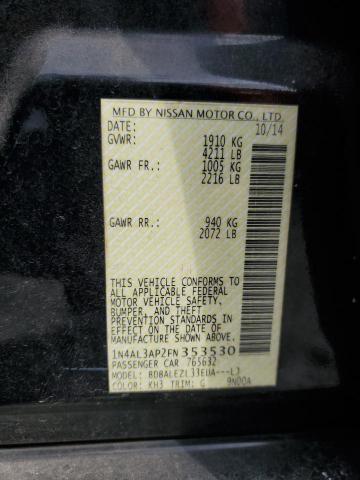 MFD BY NISSAN MOTOR CO., LTD.
DATE: 10/14
GVWR: 1910 KG
4211 LB
GAWR FR.: 1005 KG
2216 LB
GAWR RR.: 940 KG
2072 LB
THIS VEHICLE CONFORMS TO
ALL APPLICABLE FEDERAL
MOTOR VEHICLE SAFETY,
BUMPER, AND THEFT
PREVENTION STANDARDS IN
EFFECT ON THE DATE OF
MANUFACTURE SHOWN ABOVE.
1N4AL3AP2FN353530
PASSENGER CAR 765632
MODEL:
COLOR: KH3 TRIM: G